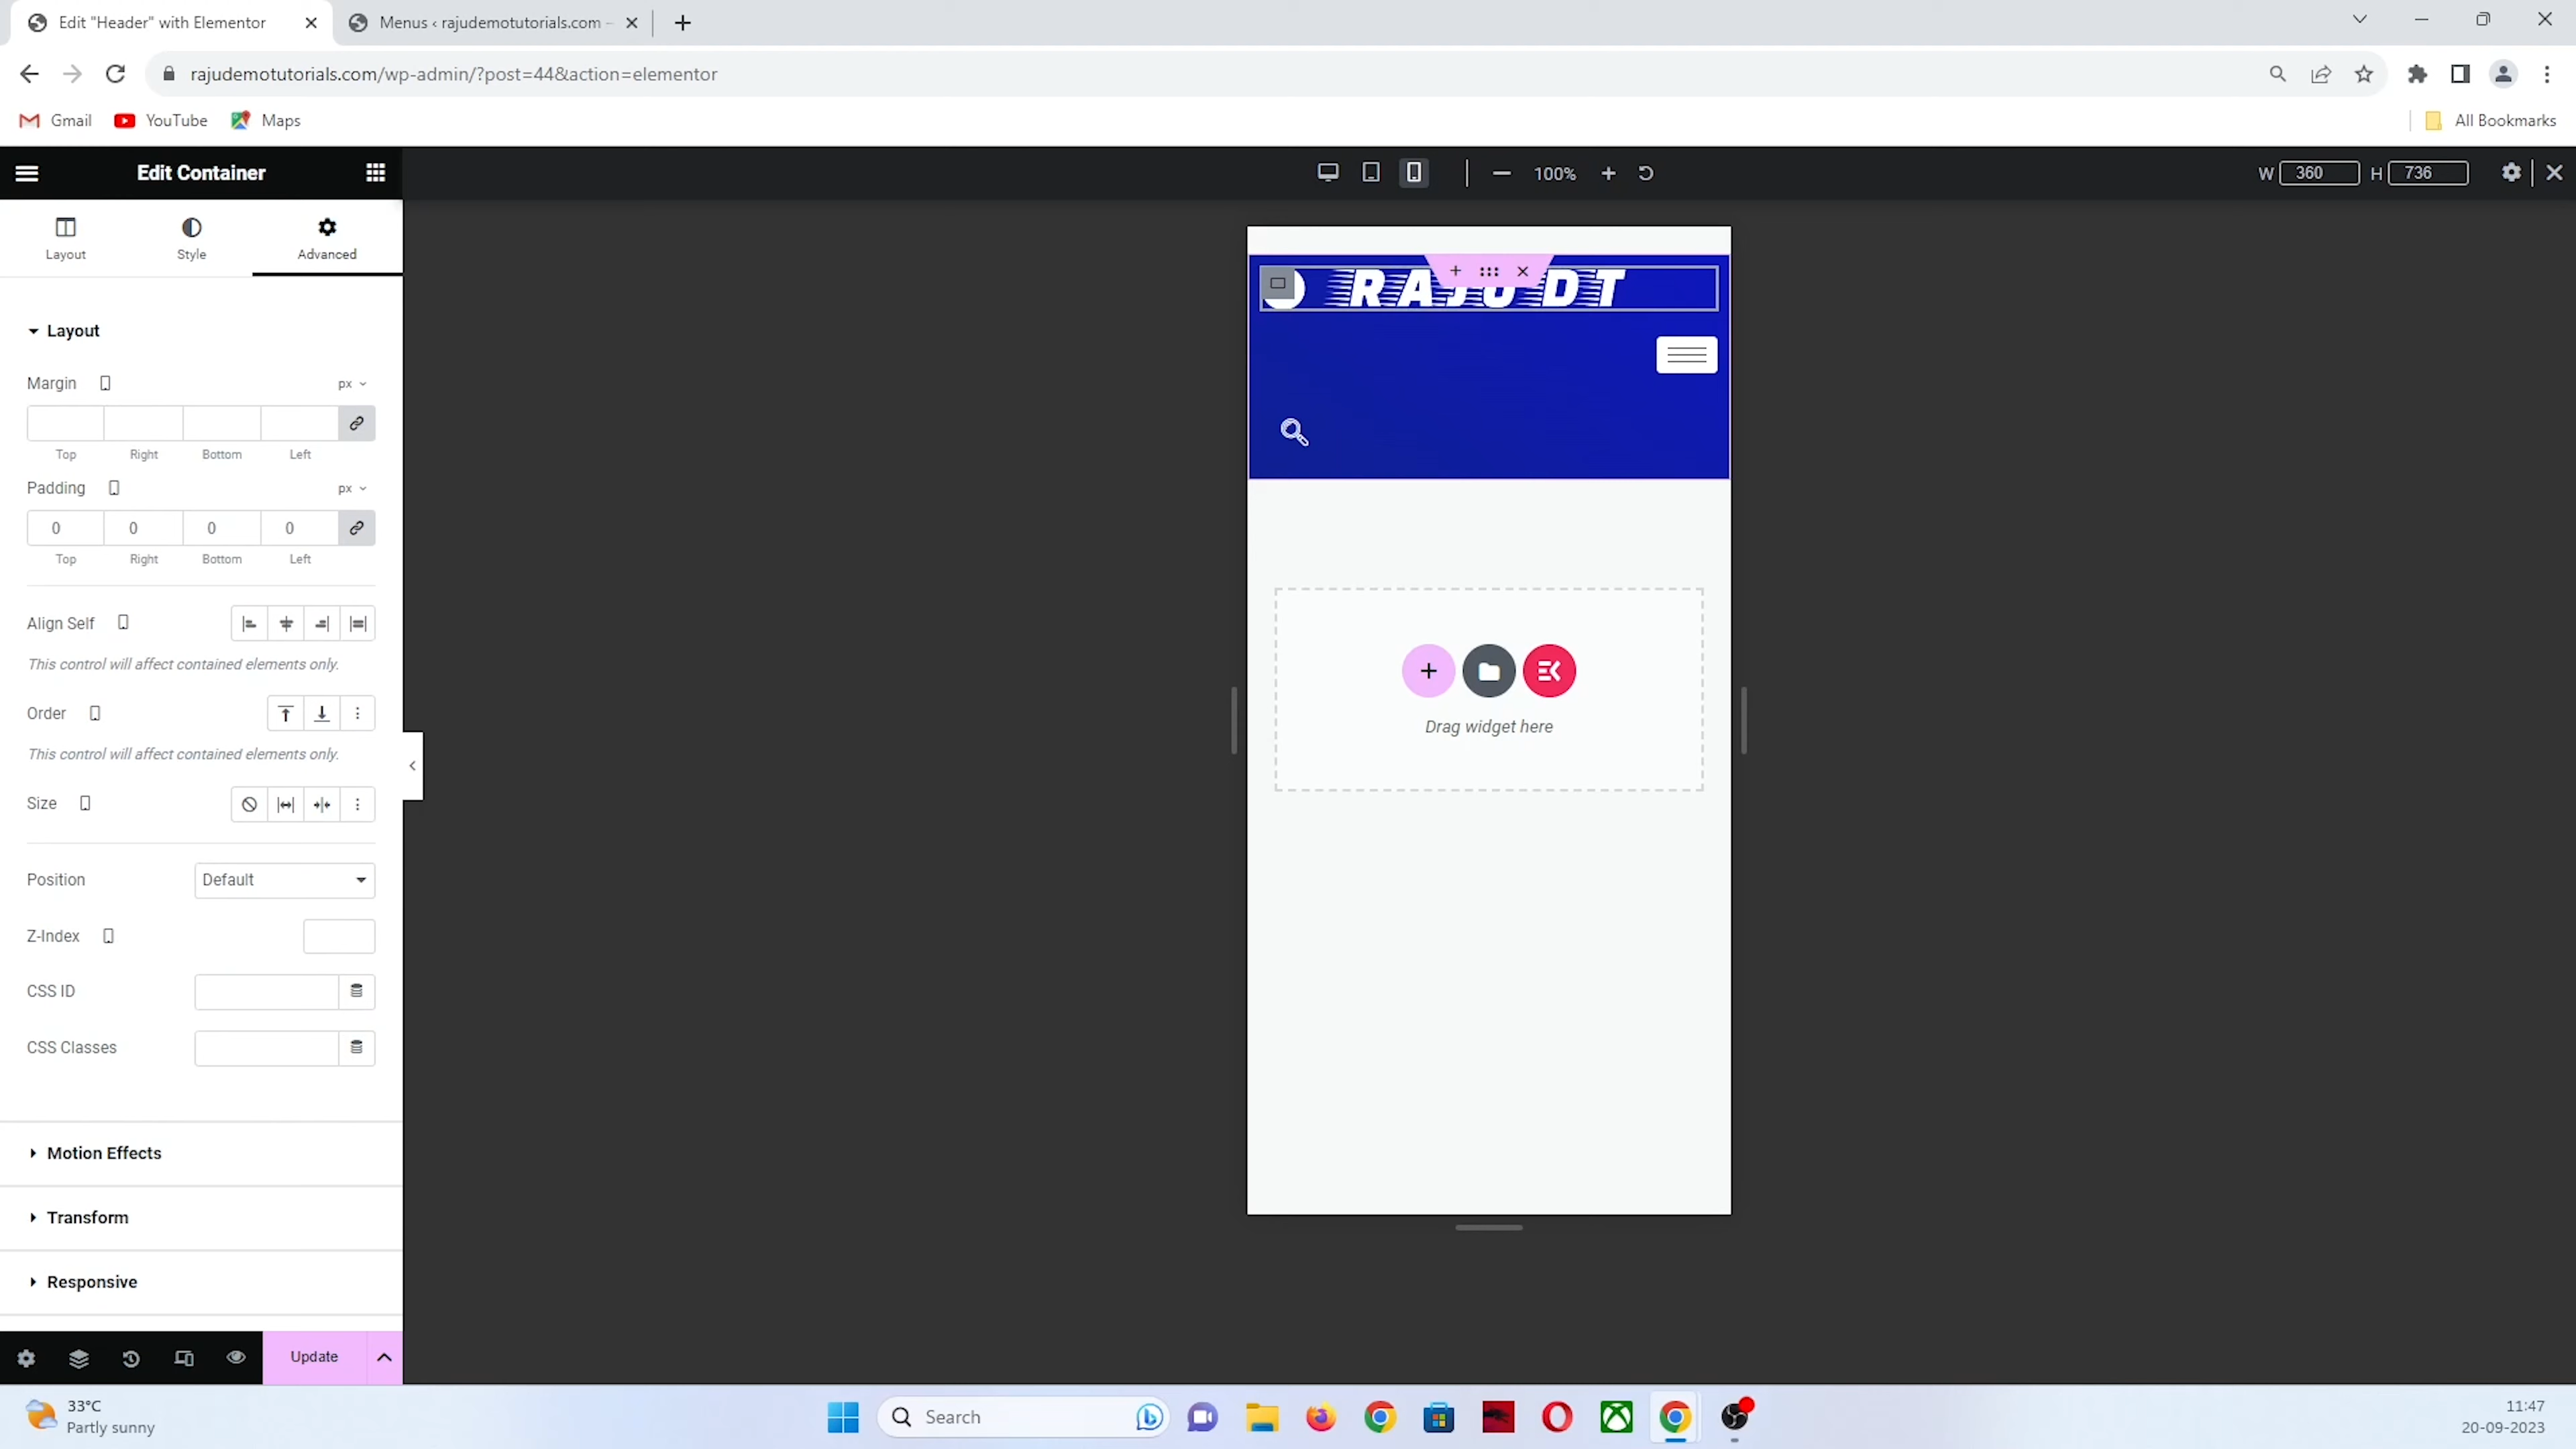 Edit "Header" with Elementor
Menus ‹ rajudemotutorials.com –
rajudemotutorials.com/wp-admin/?post=44&action=elementor
Gmail
YouTube
Maps
All Bookmarks
Edit Container
100%
W 360 H 736
Layout
Style
Advanced
RAJU DT
Layout
Margin
px
Top Right Bottom Left
Padding
px
0 0 0 0
Top Right Bottom Left
Align Self
This control will affect contained elements only.
Order
This control will affect contained elements only.
Size
Position
Default
Z-Index
CSS ID
CSS Classes
Drag widget here
Motion Effects
Transform
Responsive
Update
33°C
Partly sunny
Search
11:47
20-09-2023